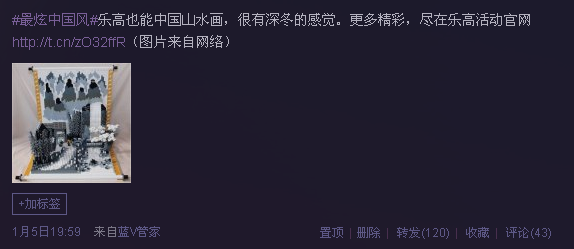 #最炫中国风#乐高也能中国山水画，很有深冬的感觉。更多精彩，尽在乐高活动官网
http://t.cn/zO32ffR（图片来自网络）
+加标签
1月5日19:59 来自蓝V管家 置顶 | 删除 | 转发(120) | 收藏 | 评论(43)